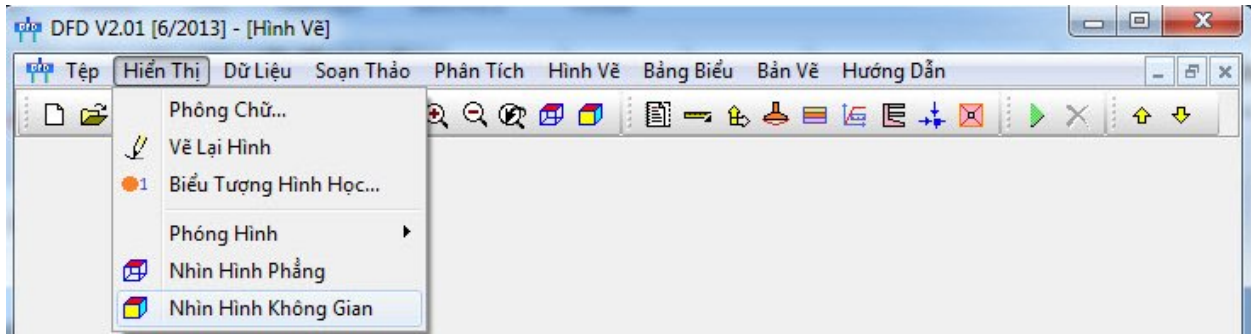 DFD V2.01 [6/2013] - [Hình Vẽ]
Tệp Hiển Thị Dữ Liệu Soạn Thảo Phân Tích Hình Vẽ Bảng Biểu Bản Vẽ Hướng Dẫn
Phông Chữ...
Vẽ Lại Hình
1 Biểu Tượng Hình Học...
Phóng Hình
Nhìn Hình Phẳng
Nhìn Hình Không Gian